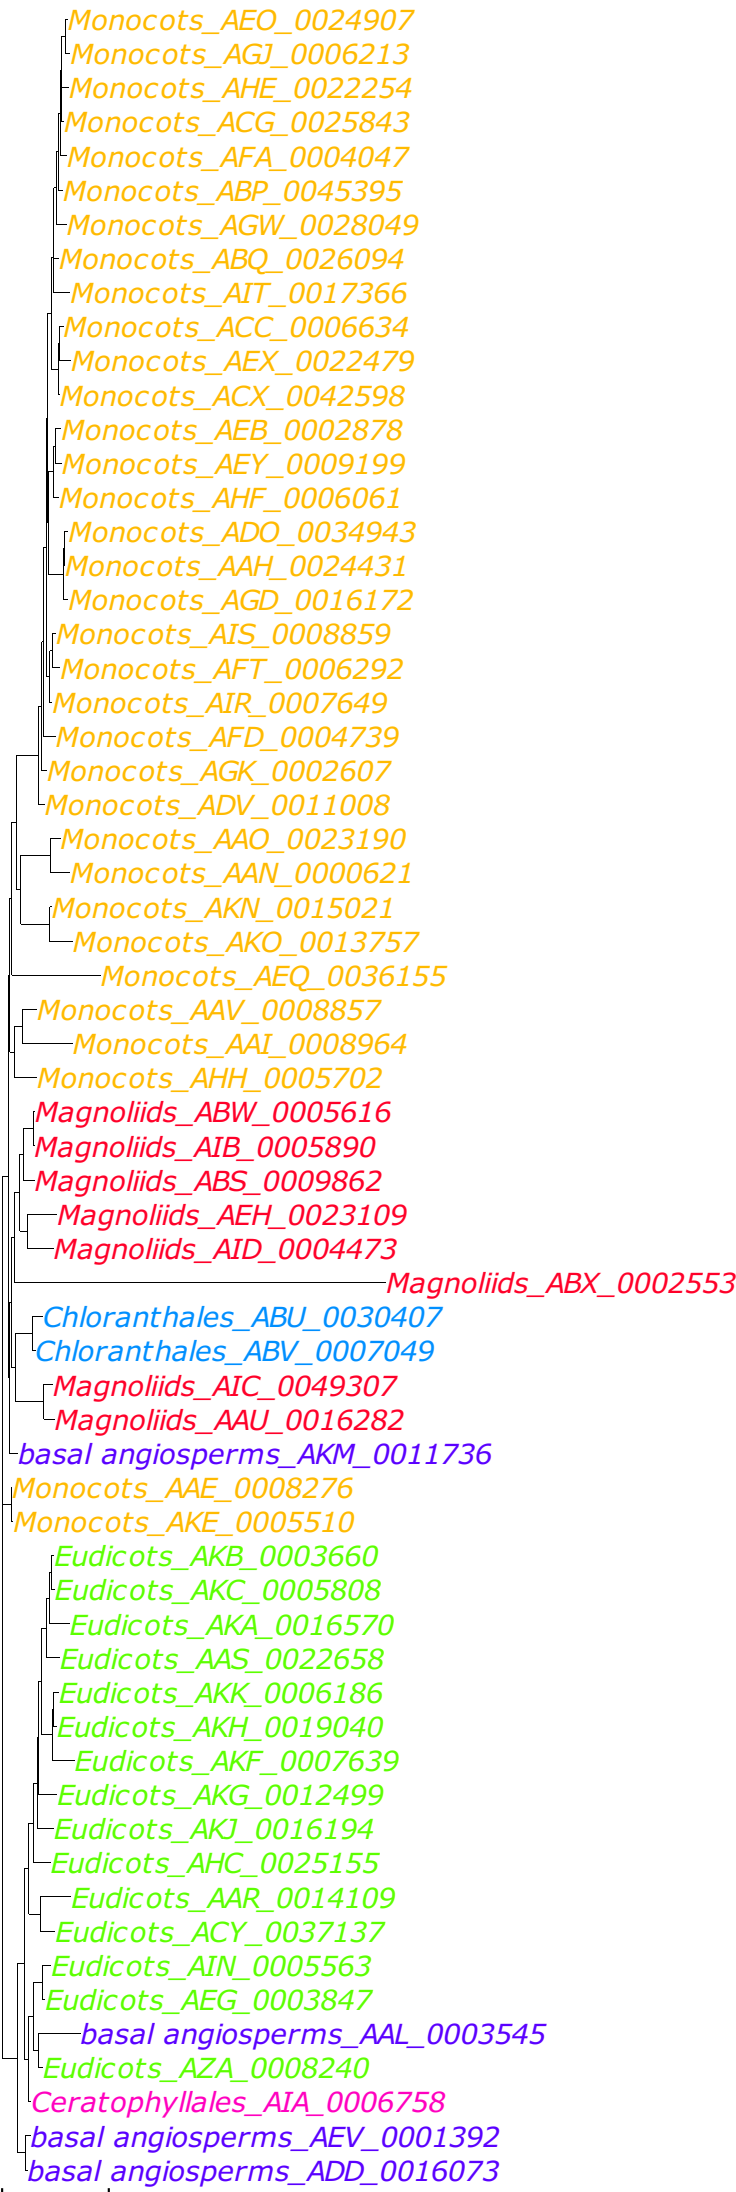 Monocots_AEO_0024907
Monocots_AGJ_0006213
Monocots_AHE_0022254
Monocots_ACG_0025843
Monocots_AFA_0004047
Monocots_ABP_0045395
Monocots_AGW_0028049
Monocots_ABQ_0026094
Monocots_AIT_0017366
Monocots_ACC_0006634
Monocots_AEX_0022479
Monocots_ACX_0042598
Monocots_AEB_0002878
Monocots_AEY_0009199
Monocots_AHF_0006061
Monocots_ADO_0034943
Monocots_AAH_0024431
Monocots_AGD_0016172
Monocots_AIS_0008859
Monocots_AFT_0006292
Monocots_AIR_0007649
Monocots_AFD_0004739
Monocots_AGK_0002607
Monocots_ADV_0011008
Monocots_AAO_0023190
Monocots_AAN_0000621
Monocots_AKN_0015021
Monocots_AKO_0013757
Monocots_AEQ_0036155
Monocots_AAV_0008857
Monocots_AAI_0008964
Monocots_AHH_0005702
Magnoliids_ABW_0005616
Magnoliids_AIB_0005890
Magnoliids_ABS_0009862
Magnoliids_AEH_0023109
Magnoliids_AID_0004473
Magnoliids_ABX_0002553
Chloranthales_ABU_0030407
Chloranthales_ABV_0007049
Magnoliids_AIC_0049307
Magnoliids_AAU_0016282
basal angiosperms_AKM_0011736
Monocots_AAE_0008276
Monocots_AKE_0005510
Eudicots_AKB_0003660
Eudicots_AKC_0005808
Eudicots_AKA_0016570
Eudicots_AAS_0022658
Eudicots_AKK_0006186
Eudicots_AKH_0019040
Eudicots_AKF_0007639
Eudicots_AKG_0012499
Eudicots_AKJ_0016194
Eudicots_AHC_0025155
Eudicots_AAR_0014109
Eudicots_ACY_0037137
Eudicots_AIN_0005563
Eudicots_AEG_0003847
basal angiosperms_AAL_0003545
Eudicots_AZA_0008240
Ceratophyllales_AIA_0006758
basal angiosperms_AEV_0001392
basal angiosperms_ADD_0016073